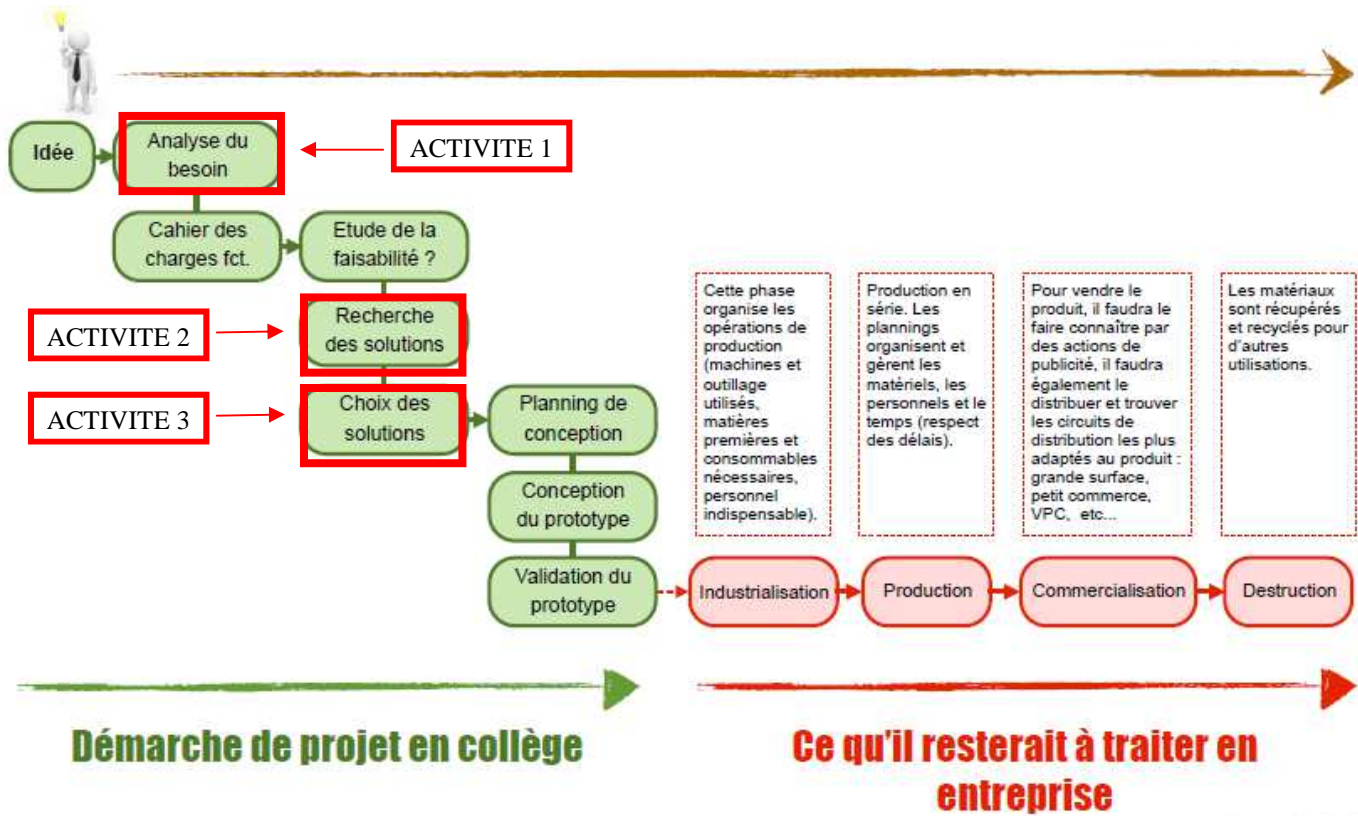 Idée
Analyse du
besoin
ACTIVITE 1
Cahier des
charges fct.
Etude de la
faisabilité ?
ACTIVITE 2
Recherche
des solutions
ACTIVITE 3
Choix des
solutions
Planning de
conception
Conception
du prototype
Validation du
prototype
Cette phase
organise les
opérations de
production
(machines et
outillage
utilisés,
matières
premières et
consommables
nécessaires,
personnel
indispensable).
Production en
série. Les
plannings
organisent et
gèrent les
matériels, les
personnels et le
temps (respect
des délais).
Pour vendre le
produit, il faudra le
faire connaître par
des actions de
publicité, il faudra
également le
distribuer et trouver
les circuits de
distribution les plus
adaptés au produit :
grande surface,
petit commerce,
VPC, etc...
Les matériaux
sont récupérés
et recyclés pour
d'autres
utilisations.
Industrialisation
Production
Commercialisation
Destruction
Démarche de projet en collège
Ce qu'il resterait à traiter en
entreprise